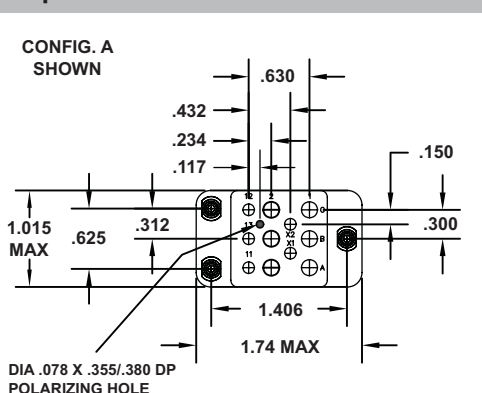 CONFIG. A
SHOWN
.630
.432
.234
.117
.150
1.015
MAX
.625
.312
.300
12
2
C
13
X2
X1
B
11
A
1.406
1.74 MAX
DIA .078 X .355/.380 DP
POLARIZING HOLE